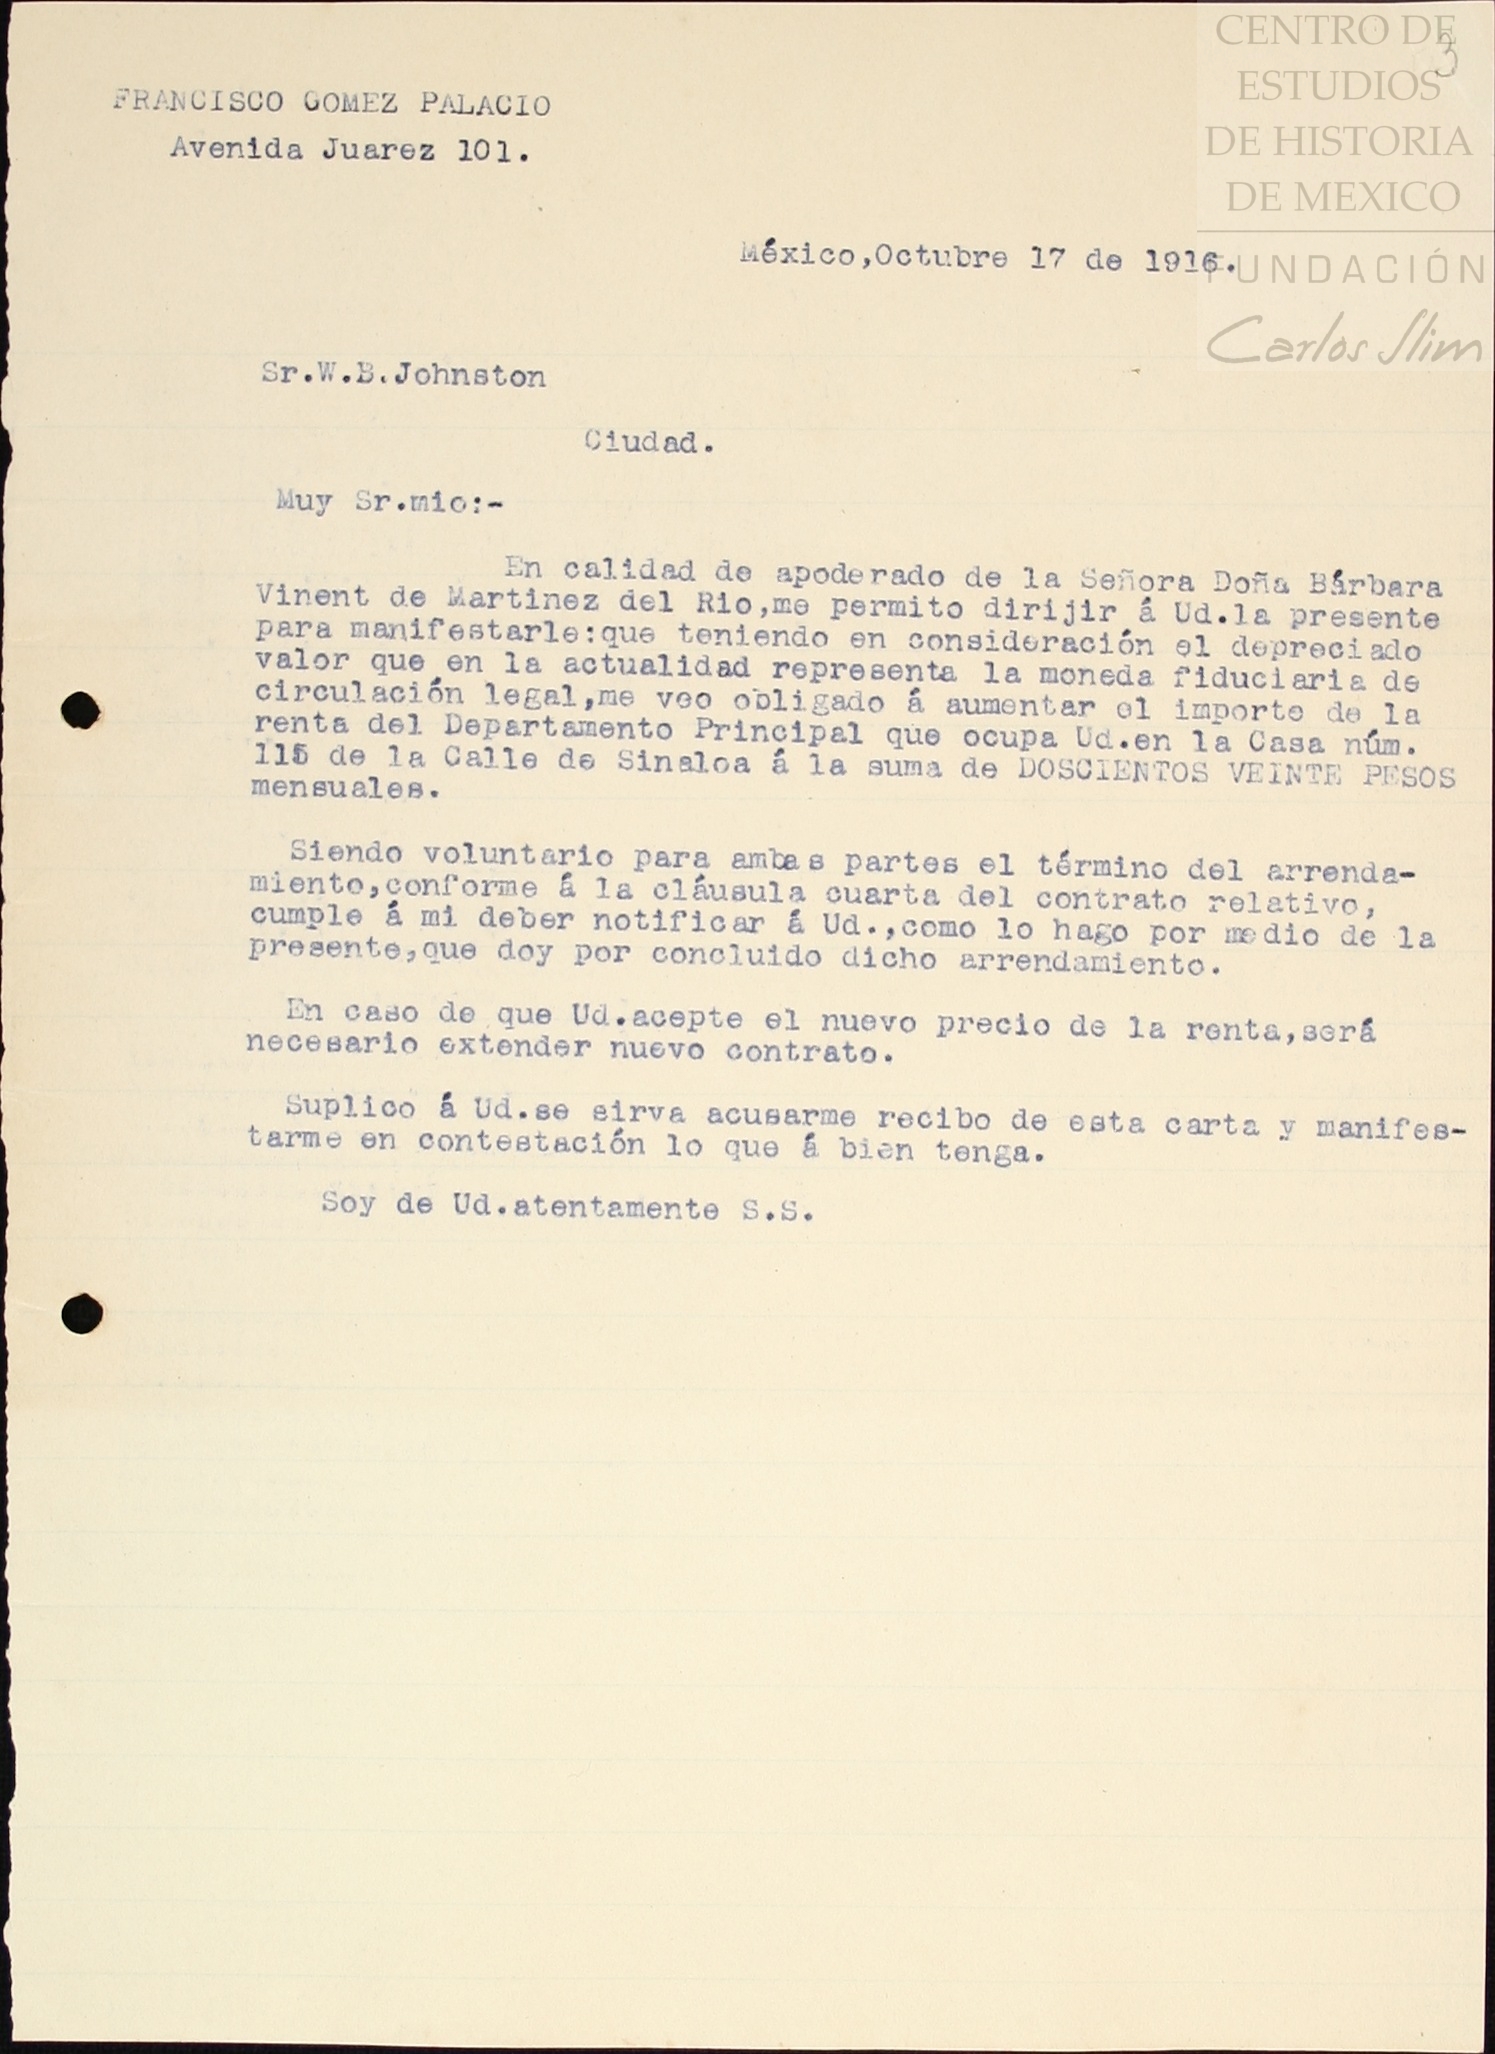 CENTRO DE
ESTUDIOS
DE HISTORIA
DE MEXICO
FUNDACIÓN
Carlos Slim
3
FRANCISCO GOMEZ PALACIO
Avenida Juarez 101.
México,Octubre 17 de 1916.
Sr.W.B.Johnston
Ciudad.
Muy Sr.mio:-
En calidad de apoderado de la Señora Doña Bárbara
Vinent de Martinez del Rio,me permito dirijir á Ud.la presente
para manifestarle:que teniendo en consideración el depreciado
valor que en la actualidad representa la moneda fiduciaria de
circulación legal,me veo obligado á aumentar el importe de la
renta del Departamento Principal que ocupa Ud.en la Casa núm.
115 de la Calle de Sinaloa á la suma de DOSCIENTOS VEINTE PESOS
mensuales.
Siendo voluntario para ambas partes el término del arrenda-
miento,conforme á la cláusula cuarta del contrato relativo,
cumple á mi deber notificar á Ud.,como lo hago por medio de la
presente,que doy por concluido dicho arrendamiento.
En caso de que Ud.acepte el nuevo precio de la renta,será
necesario extender nuevo contrato.
Suplico á Ud.se sirva acusarme recibo de esta carta y manifes-
tarme en contestación lo que á bien tenga.
Soy de Ud.atentamente S.S.